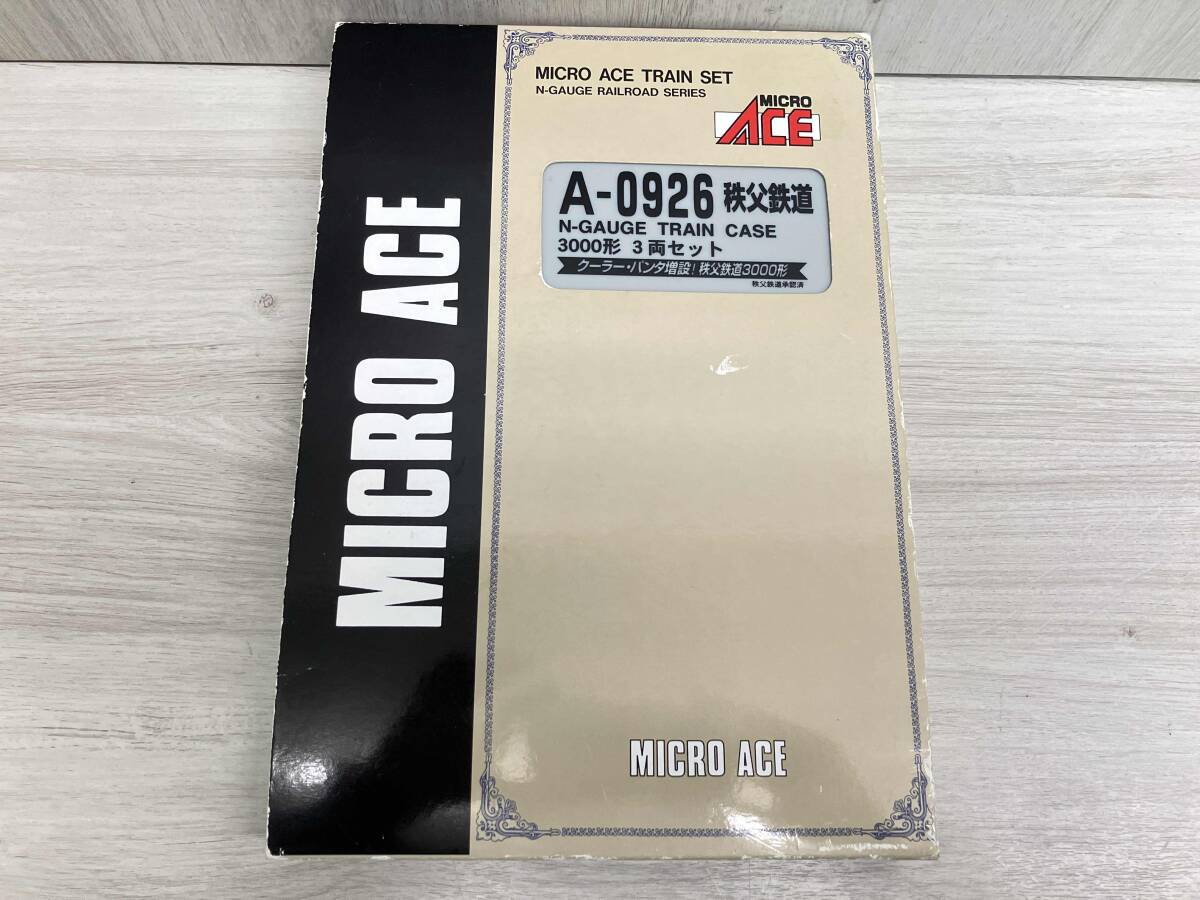 MICRO ACE
MICRO ACE TRAIN SET
N-GAUGE RAILROAD SERIES
MICRO
ACE
A-0926 秩父鉄道
N-GAUGE TRAIN CASE
3000形 3両セット
クーラー・パンタ増設!秩父鉄道3000形
秩父鉄道承認済
MICRO ACE